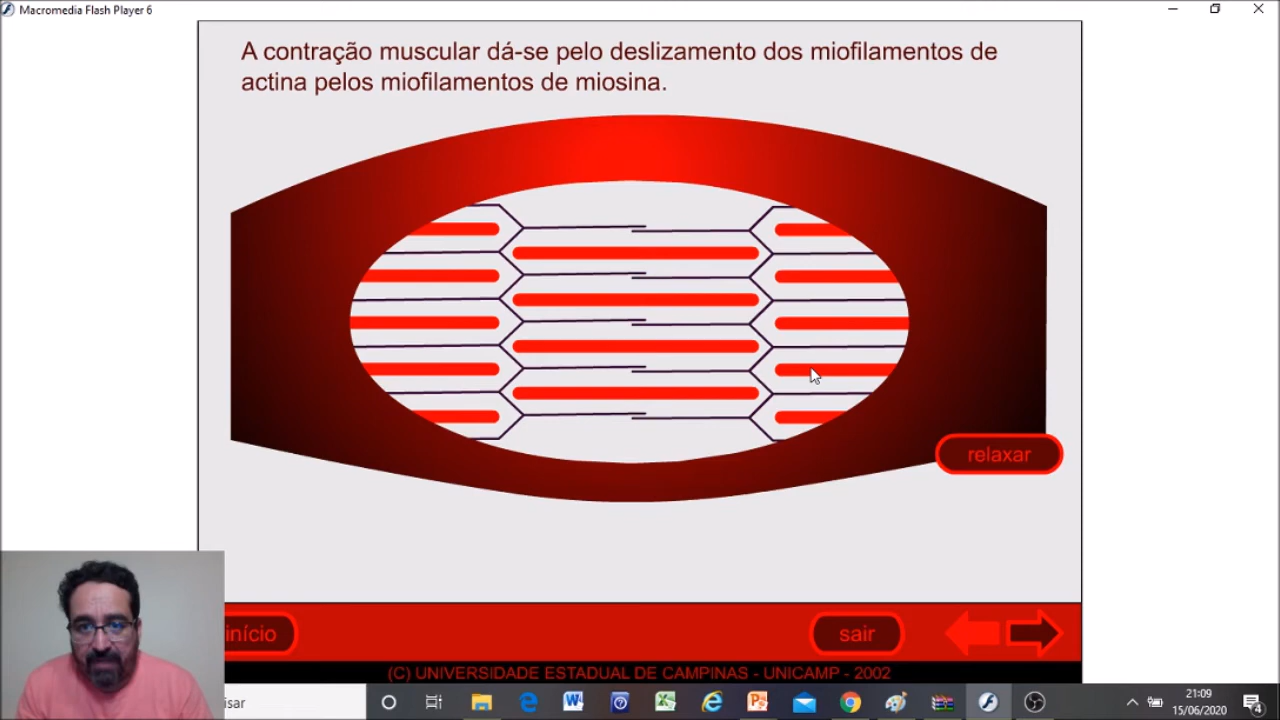 Macromedia Flash Player 6
A contração muscular dá-se pelo deslizamento dos miofilamentos de
actina pelos miofilamentos de miosina.
relaxar
início
sair
(C) UNIVERSIDADE ESTADUAL DE CAMPINAS - UNICAMP - 2002
isar
21:09
15/06/2020
4